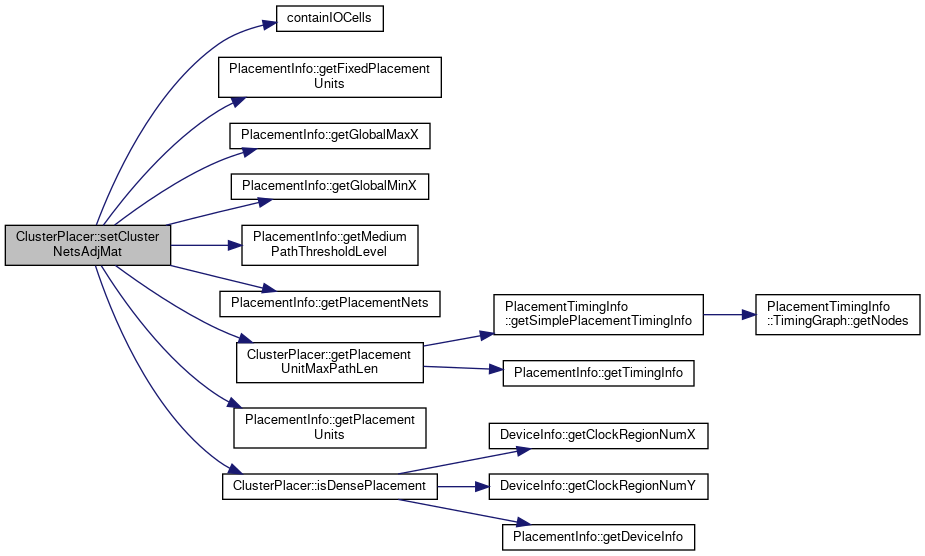 containIOCells
PlacementInfo::getFixedPlacement
Units
PlacementInfo::getGlobalMaxX
PlacementInfo::getGlobalMinX
ClusterPlacer::setCluster
NetsAdjMat
PlacementInfo::getMedium
PathThresholdLevel
PlacementInfo::getPlacementNets
PlacementTimingInfo
::getSimplePlacementTimingInfo
PlacementTimingInfo
::TimingGraph::getNodes
ClusterPlacer::getPlacement
UnitMaxPathLen
PlacementInfo::getTimingInfo
PlacementInfo::getPlacement
Units
DeviceInfo::getClockRegionNumX
ClusterPlacer::isDensePlacement
DeviceInfo::getClockRegionNumY
PlacementInfo::getDeviceInfo